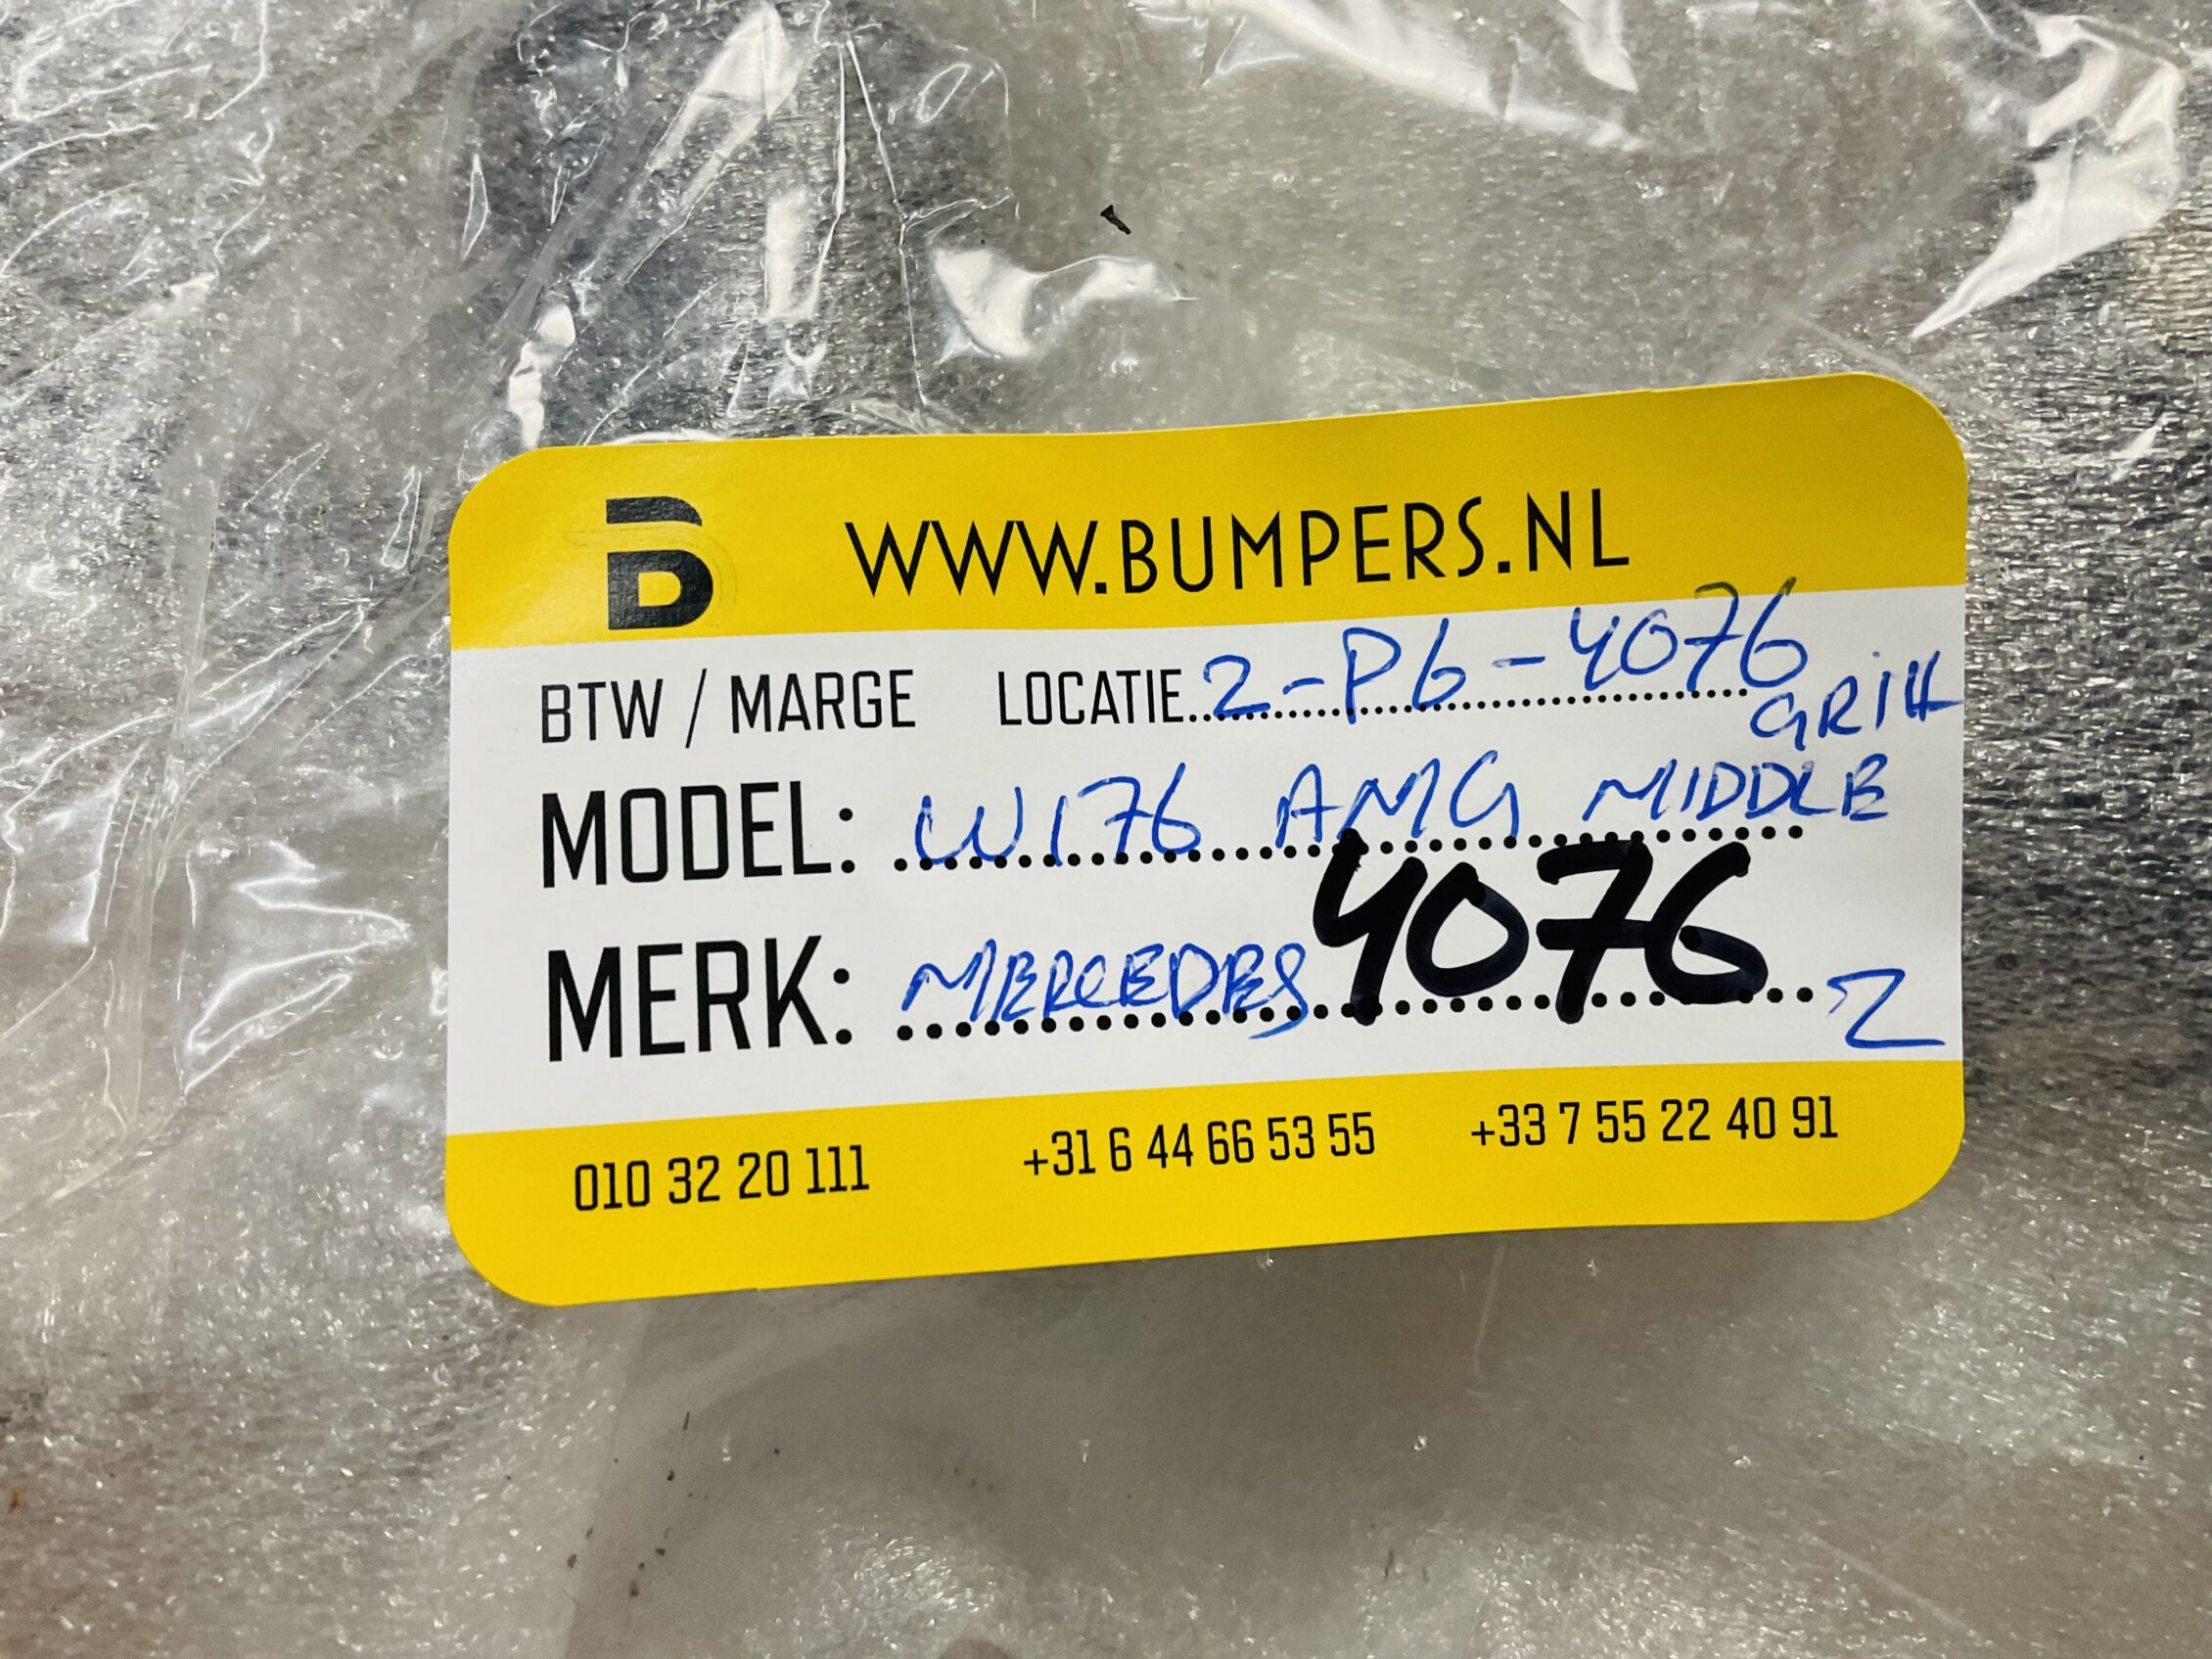 B WWW.BUMPERS.NL
BTW / MARGE LOCATIE 2-P6-4076
GRILL
MODEL: W176 AMG MIDDLE
MERK: MERCEDES 4076 2
010 32 20 111 +31 6 44 66 53 55 +33 7 55 22 40 91